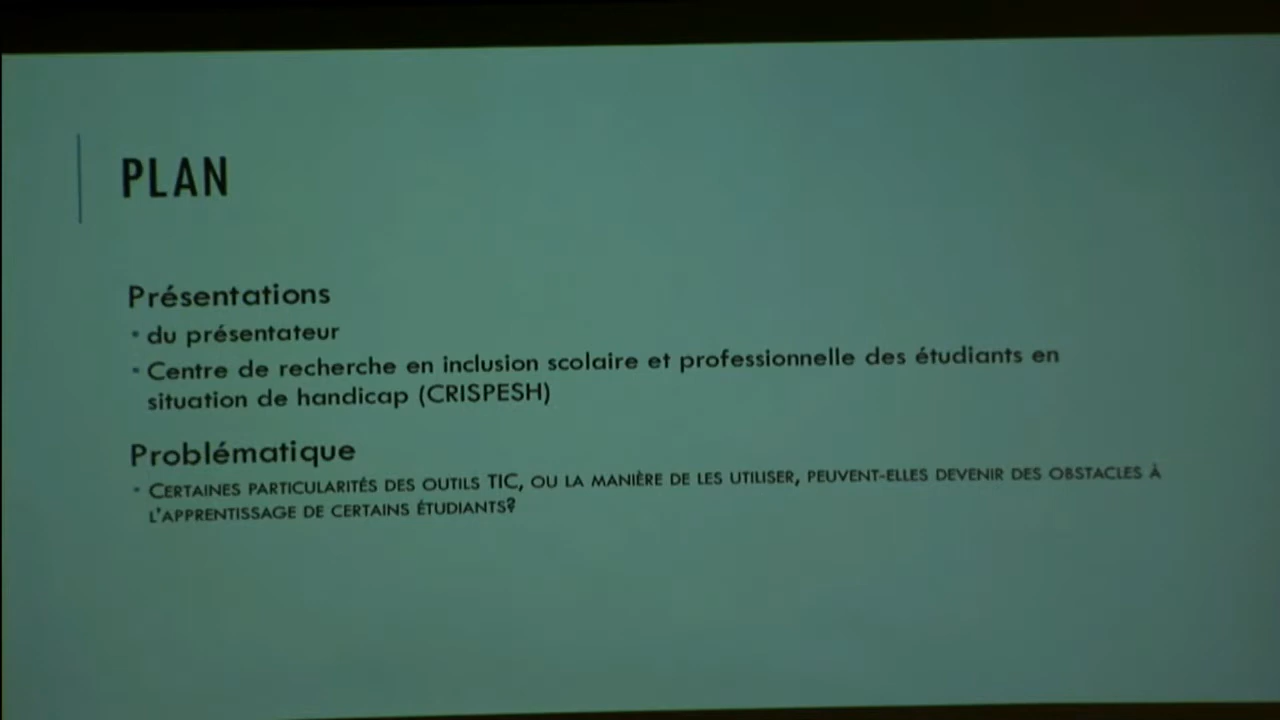 PLAN
Présentations
• du présentateur
• Centre de recherche en inclusion scolaire et professionnelle des étudiants en
situation de handicap (CRISPESH)
Problématique
• CERTAINES PARTICULARITÉS DES OUTILS TIC, OU LA MANIÈRE DE LES UTILISER, PEUVENT-ELLES DEVENIR DES OBSTACLES À
L'APPRENTISSAGE DE CERTAINS ÉTUDIANTS?